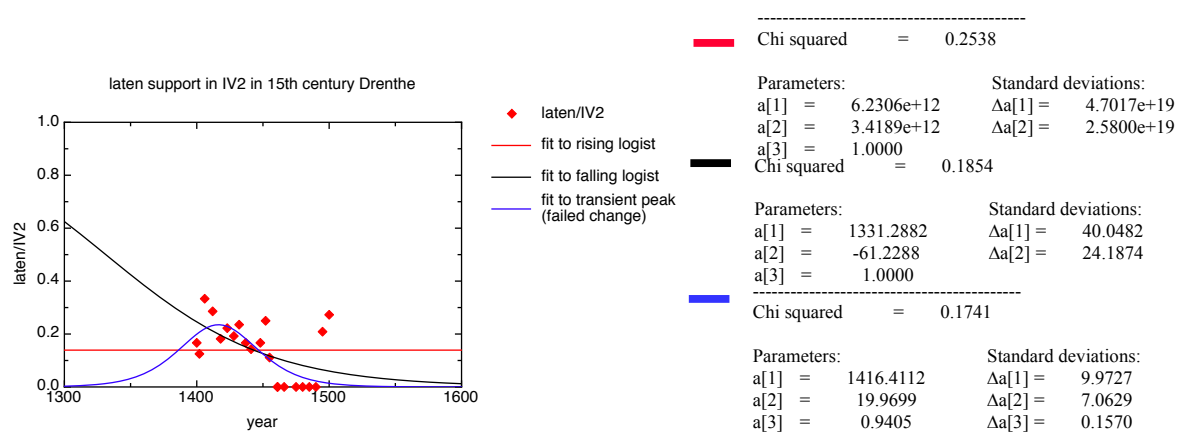 laten support in IV2 in 15th century Drenthe
1.0
0.8
0.6
0.4
0.2
0.0
laten/IV2
1300
1400
1500
1600
year
laten/IV2
fit to rising logist
fit to falling logist
fit to transient peak
(failed change)
--------------------------------------------
Chi squared = 0.2538
Parameters: Standard deviations:
a[1] = 6.2306e+12 Δa[1] = 4.7017e+19
a[2] = 3.4189e+12 Δa[2] = 2.5800e+19
a[3] = 1.0000
Chi squared = 0.1854
Parameters: Standard deviations:
a[1] = 1331.2882 Δa[1] = 40.0482
a[2] = -61.2288 Δa[2] = 24.1874
a[3] = 1.0000
--------------------------------------------
Chi squared = 0.1741
Parameters: Standard deviations:
a[1] = 1416.4112 Δa[1] = 9.9727
a[2] = 19.9699 Δa[2] = 7.0629
a[3] = 0.9405 Δa[3] = 0.1570